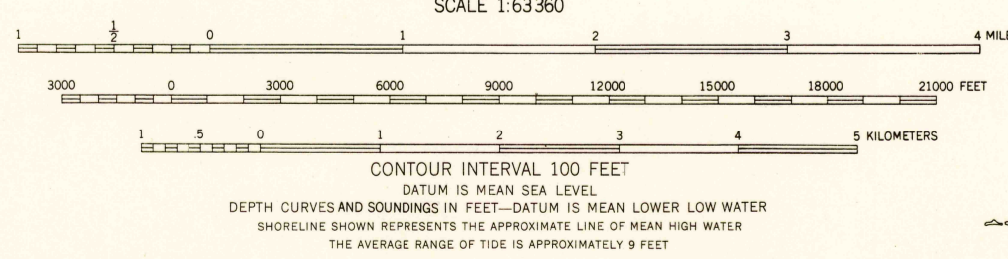 SCALE 1:63360
1 1/2 0 1 2 3 4
3000 0 3000 6000 9000 12000 15000 18000 21000 FEET
1 .5 0 1 2 3 4 5 KILOMETERS
CONTOUR INTERVAL 100 FEET
DATUM IS MEAN SEA LEVEL
DEPTH CURVES AND SOUNDINGS IN FEET—DATUM IS MEAN LOWER LOW WATER
SHORELINE SHOWN REPRESENTS THE APPROXIMATE LINE OF MEAN HIGH WATER
THE AVERAGE RANGE OF TIDE IS APPROXIMATELY 9 FEET